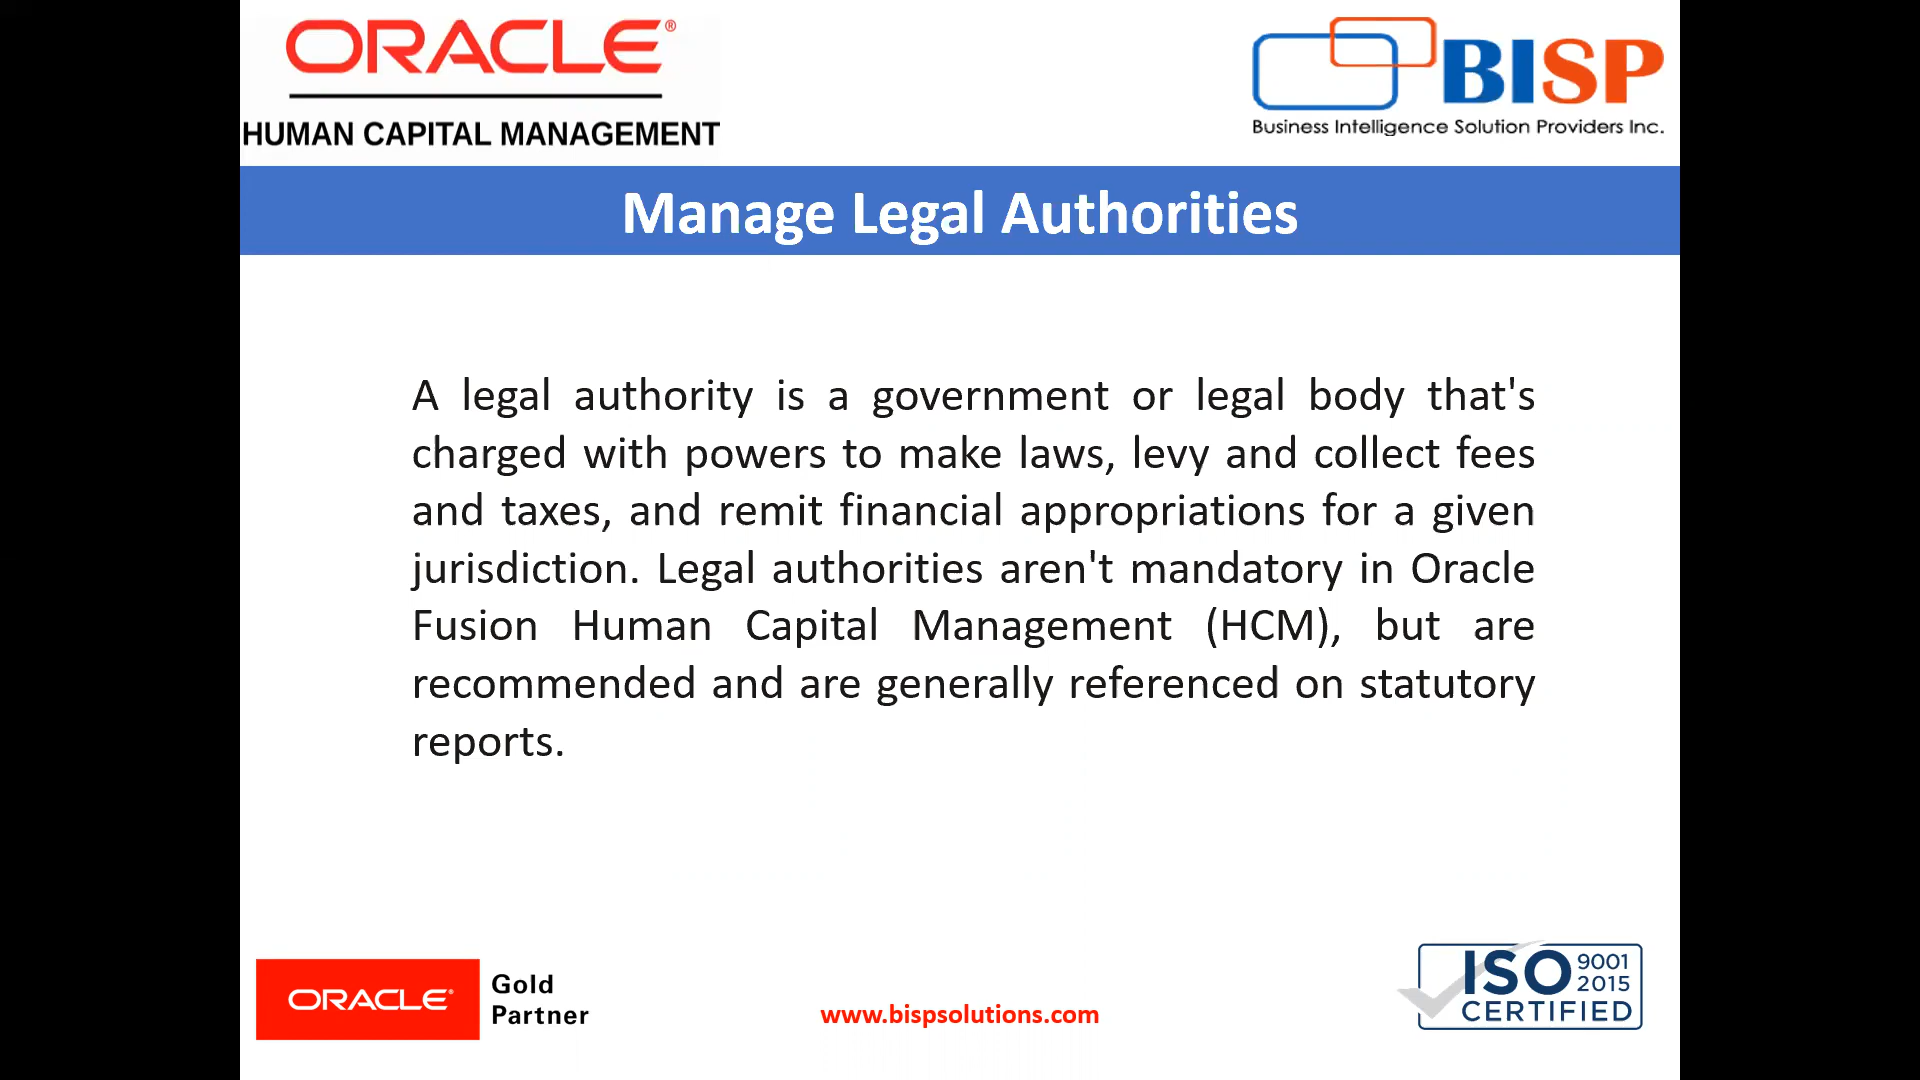 ORACLE®
HUMAN CAPITAL MANAGEMENT
BISP
Business Intelligence Solution Providers Inc.
Manage Legal Authorities
A legal authority is a government or legal body that's
charged with powers to make laws, levy and collect fees
and taxes, and remit financial appropriations for a given
jurisdiction. Legal authorities aren't mandatory in Oracle
Fusion Human Capital Management (HCM), but are
recommended and are generally referenced on statutory
reports.
ORACLE®
Gold
Partner
www.bispsolutions.com
ISO 9001
2015
CERTIFIED